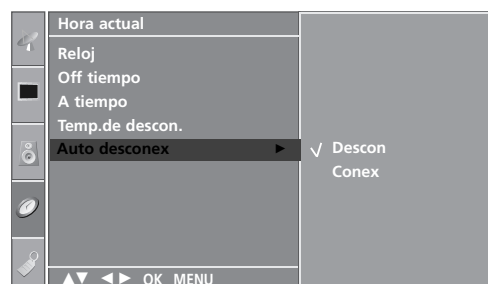 Hora actual
Reloj
Off tiempo
A tiempo
Temp.de descon.
Auto desconex ►
√ Descon
Conex
▲▼ ◄► OK MENU